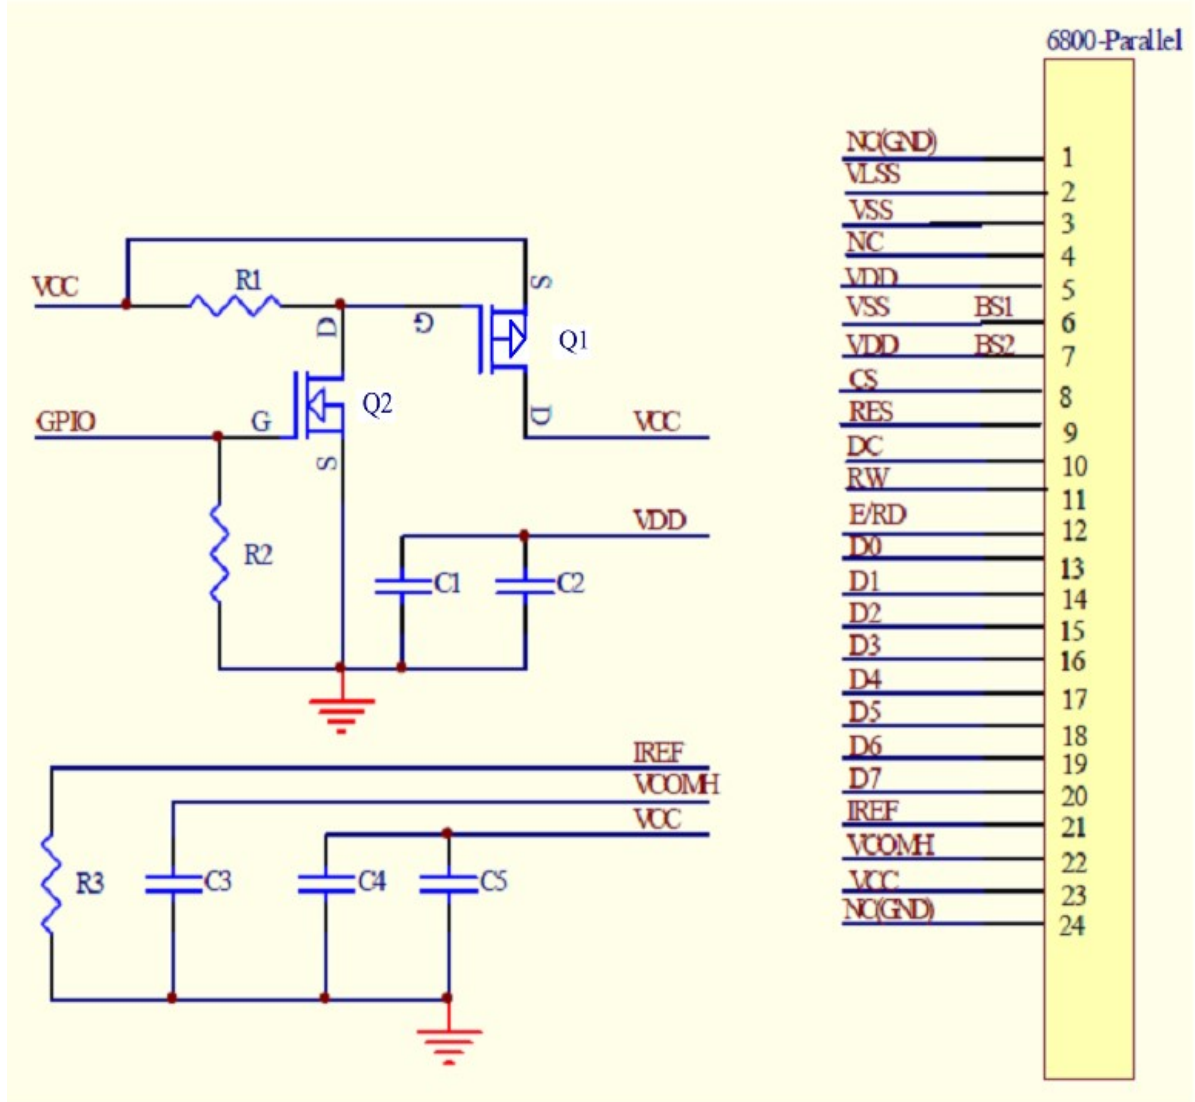 6800-Parallel
NC(GND) 1
VLSS 2
VSS 3
NC 4
VDD 5
VSS BS1 6
VDD BS2 7
CS 8
RES 9
DC 10
RW 11
E/RD 12
D0 13
D1 14
D2 15
D3 16
D4 17
D5 18
D6 19
D7 20
IREF 21
VCOMH 22
VCC 23
NC(GND) 24
VCC R1 S
D G Q1
Q2
GPIO G D VCC
S
VDD
R2 C1 C2
IREF
VCOMH
VCC
R3 C3 C4 C5